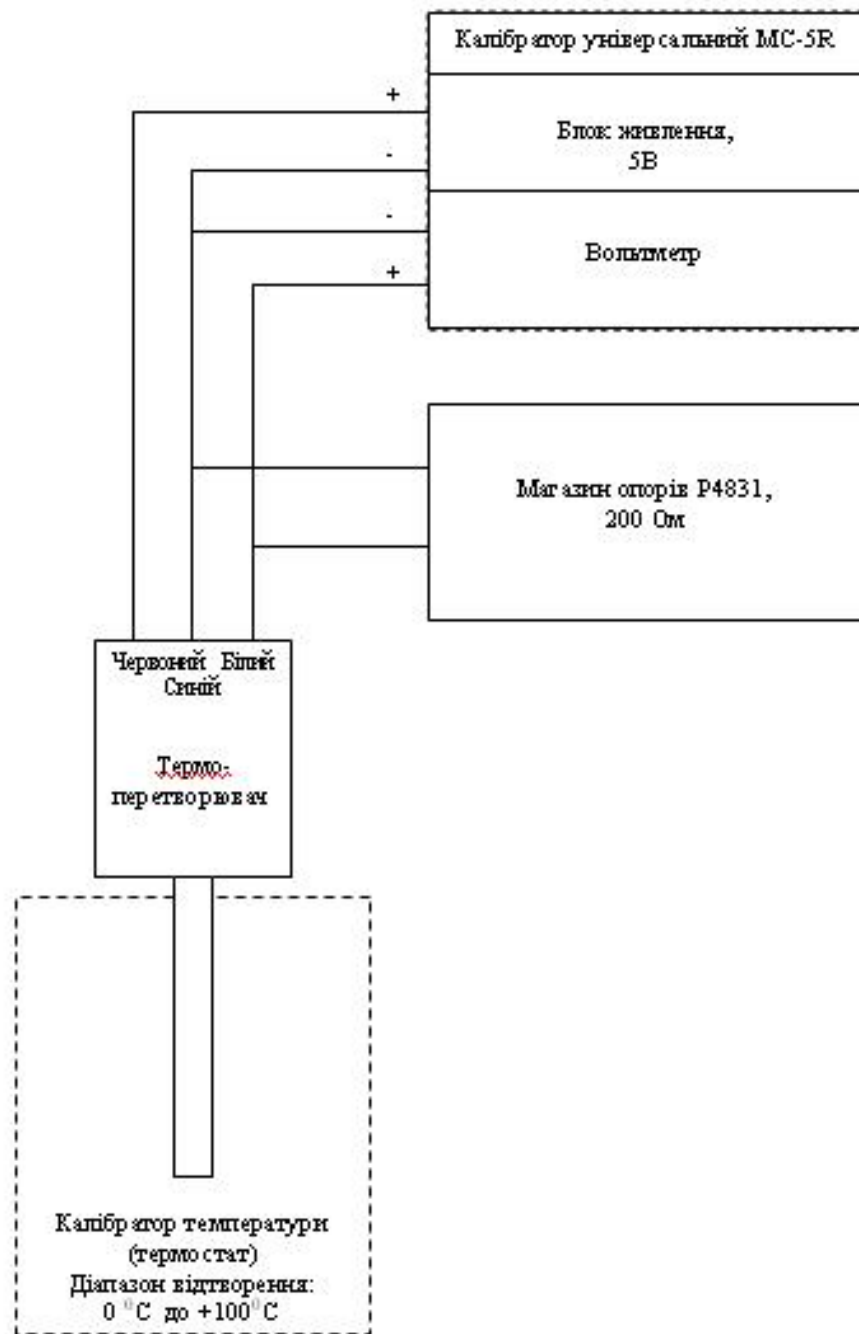 Калібратор універсальний МС-5R
+
Блок живлення,
5В
-
-
Вольтметр
+
Магазин опорів Р4831,
200 Ом
Червоний Білий
Синій
Термо-
перетворювач
Калібратор температури
(термостат)
Діапазон відтворення:
0 °С до +100°С